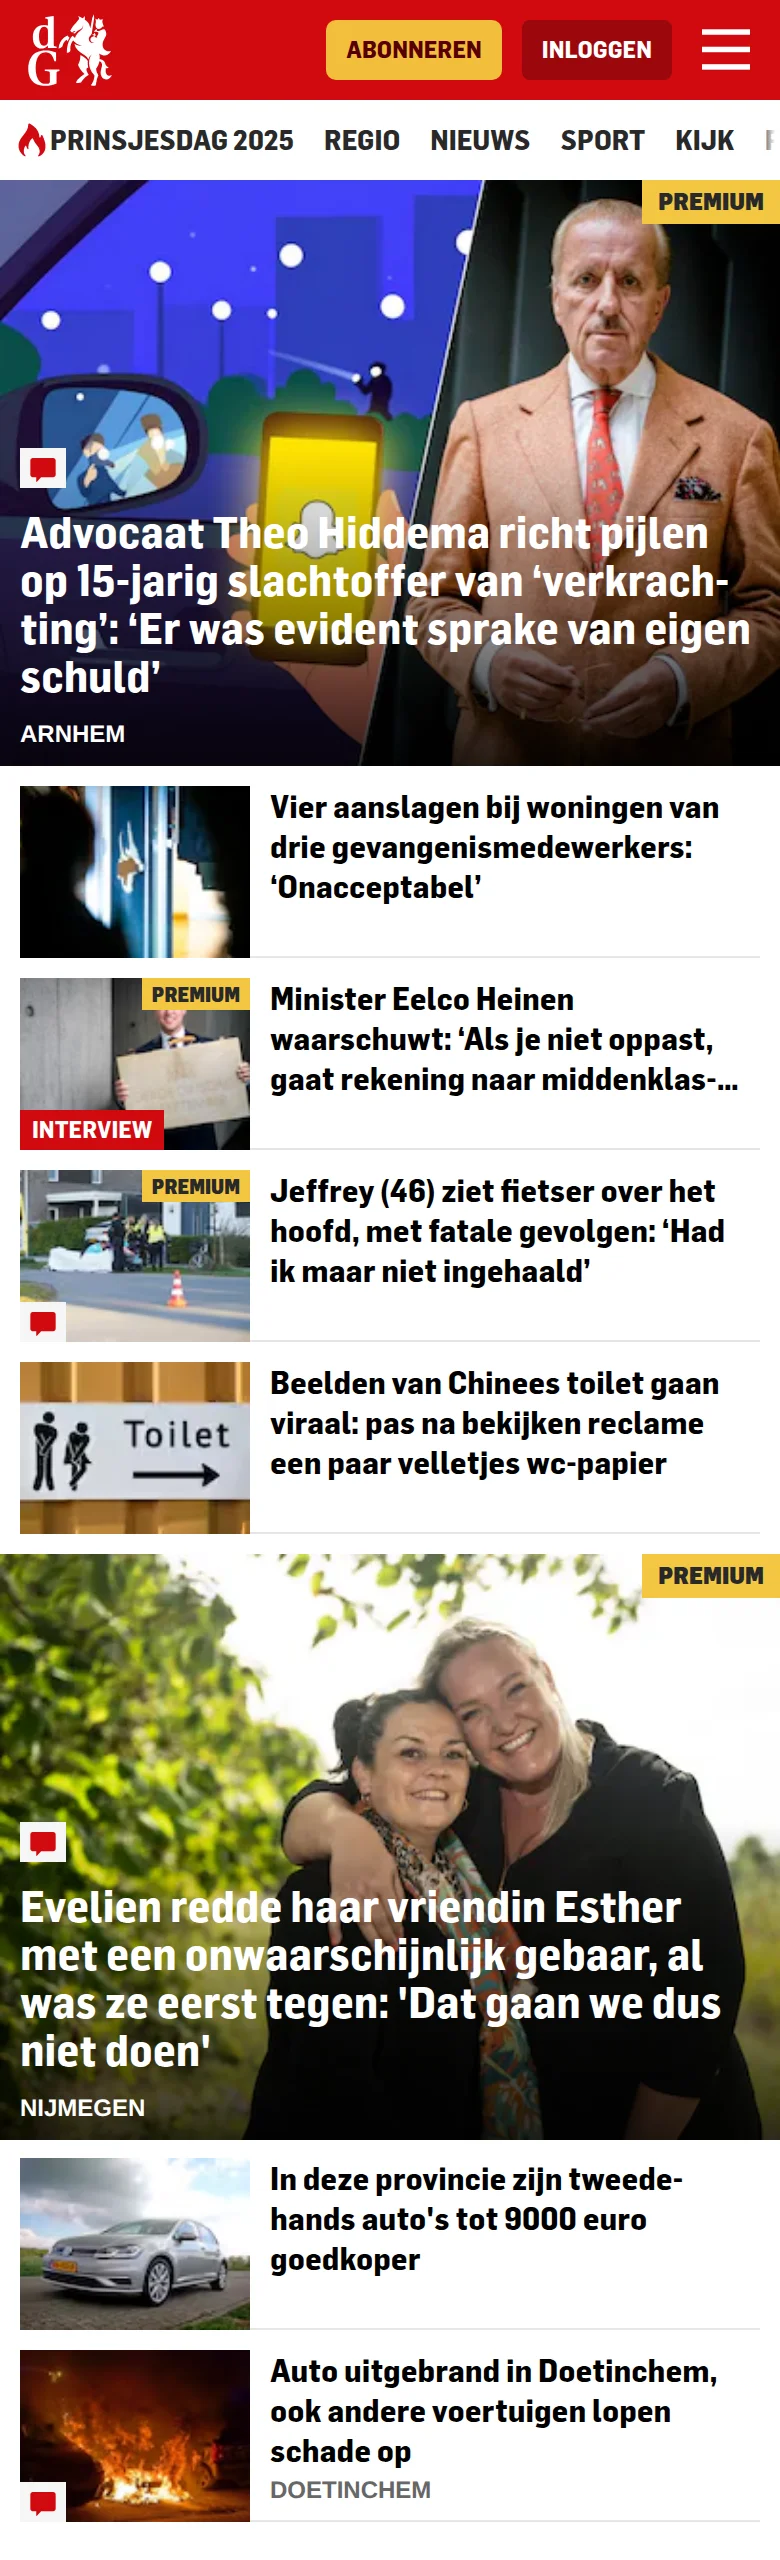 dG
ABONNEREN
INLOGGEN
PRINSJESDAG 2025 REGIO NIEUWS SPORT KIJK
PREMIUM
Advocaat Theo Hiddema richt pijlen
op 15-jarig slachtoffer van ‘verkrach-
ting’: ‘Er was evident sprake van eigen
schuld’
ARNHEM
Vier aanslagen bij woningen van
drie gevangenismedewerkers:
‘Onacceptabel’
PREMIUM
INTERVIEW
Minister Eelco Heinen
waarschuwt: ‘Als je niet oppast,
gaat rekening naar middenklas-...
PREMIUM
Jeffrey (46) ziet fietser over het
hoofd, met fatale gevolgen: ‘Had
ik maar niet ingehaald’
Toilet
Beelden van Chinees toilet gaan
viraal: pas na bekijken reclame
een paar velletjes wc-papier
PREMIUM
Evelien redde haar vriendin Esther
met een onwaarschijnlijk gebaar, al
was ze eerst tegen: 'Dat gaan we dus
niet doen'
NIJMEGEN
In deze provincie zijn tweede-
hands auto's tot 9000 euro
goedkoper
Auto uitgebrand in Doetinchem,
ook andere voertuigen lopen
schade op
DOETINCHEM